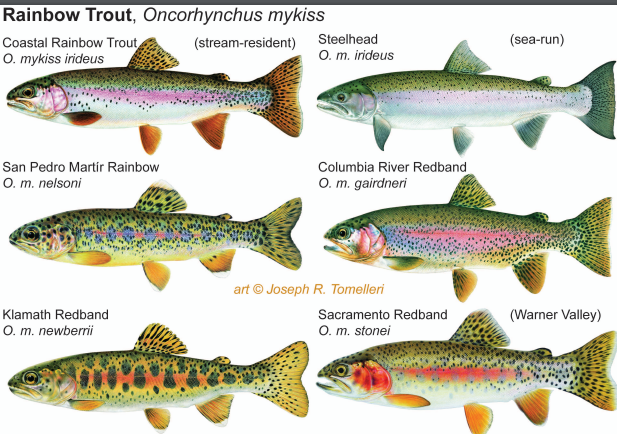 Rainbow Trout, Oncorhynchus mykiss
Coastal Rainbow Trout (stream-resident)
O. mykiss irideus
Steelhead (sea-run)
O. m. irideus
San Pedro Martír Rainbow
O. m. nelsoni
Columbia River Redband
O. m. gairdneri
art © Joseph R. Tomelleri
Klamath Redband
O. m. newberrii
Sacramento Redband (Warner Valley)
O. m. stonei